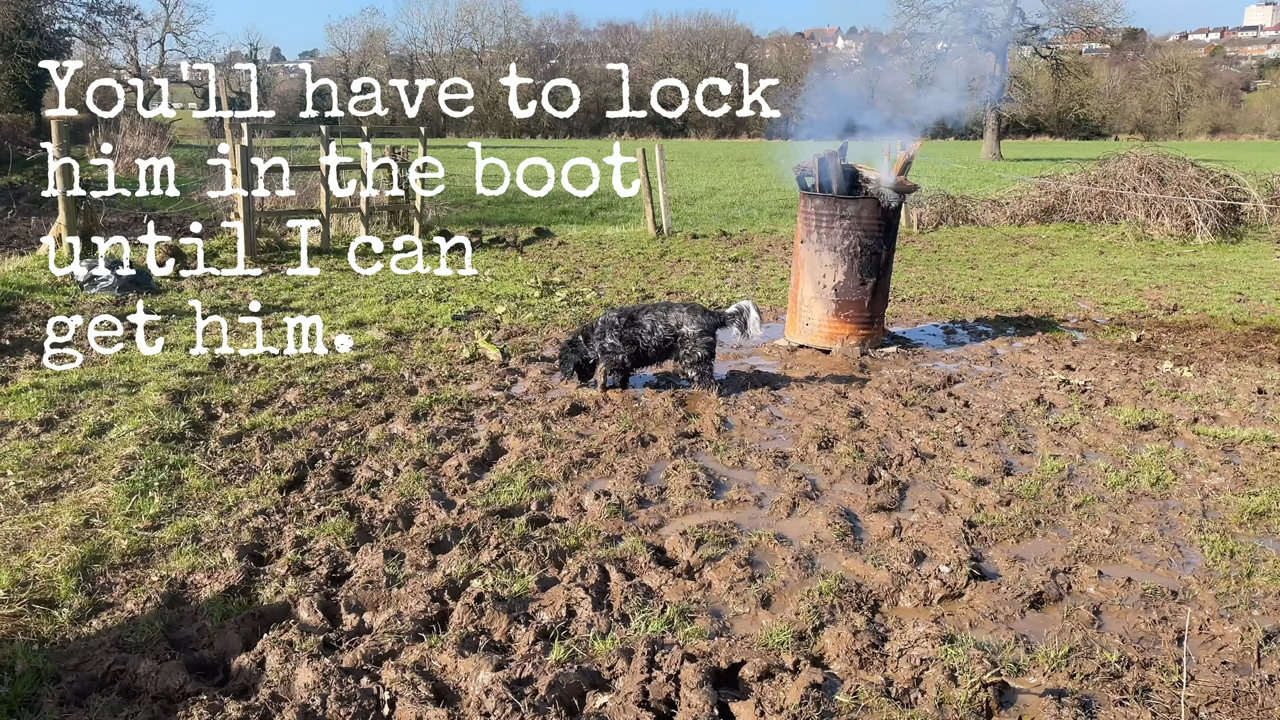 You'll have to lock
him in the boot
until I can
get him.